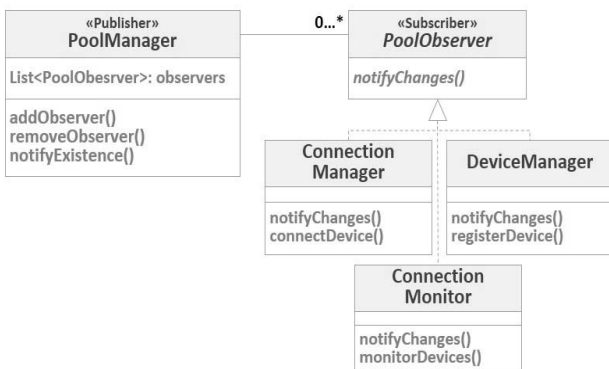 «Publisher»
PoolManager
List<PoolObesrver>: observers
addObserver()
removeObserver()
notifyExistence()
0...*
«Subscriber»
PoolObserver
notifyChanges()
Connection
Manager
notifyChanges()
connectDevice()
DeviceManager
notifyChanges()
registerDevice()
Connection
Monitor
notifyChanges()
monitorDevices()